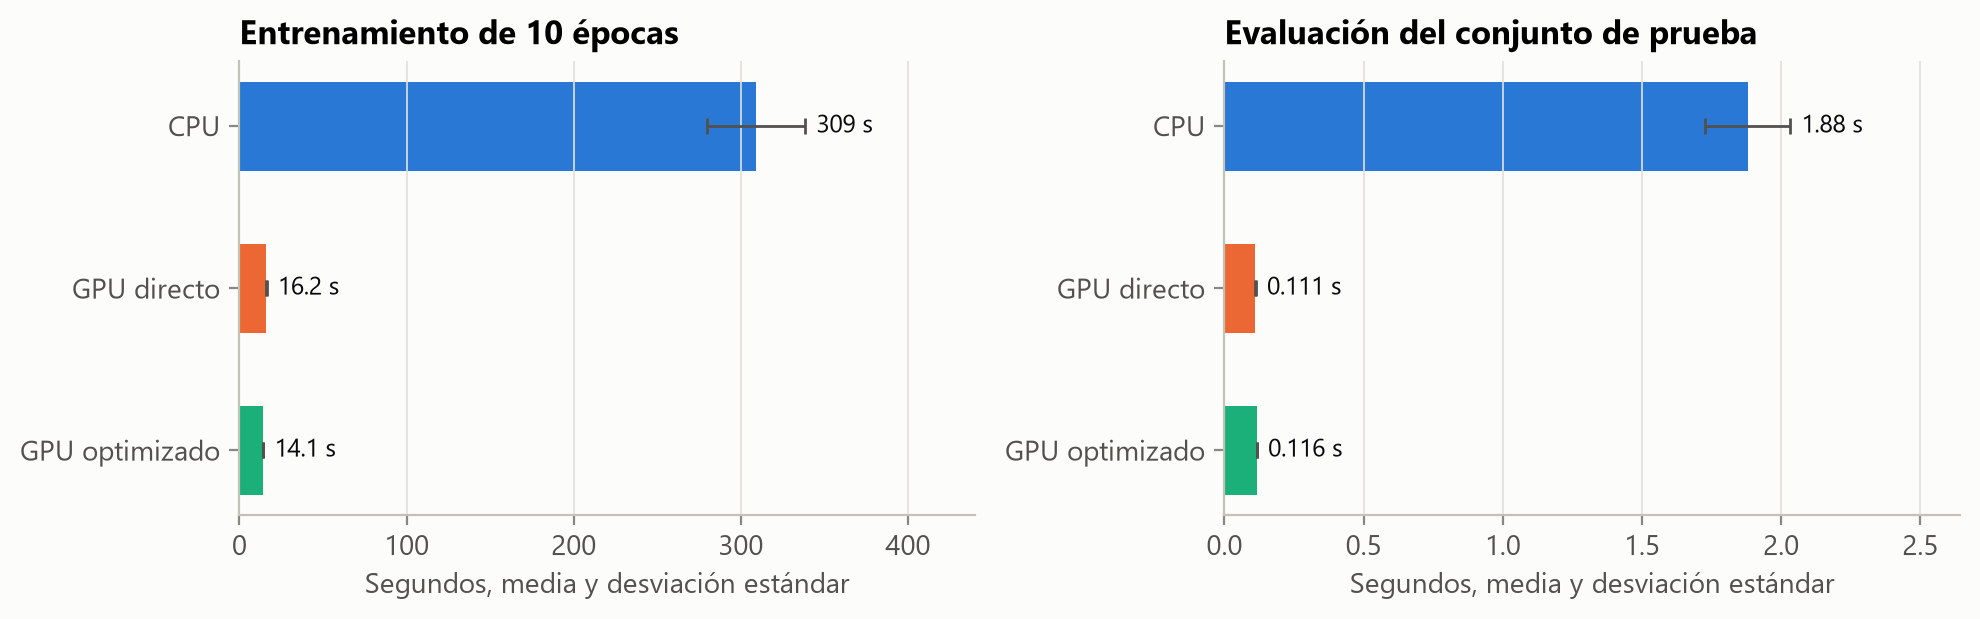 Entrenamiento de 10 épocas
CPU
309 s
GPU directo
16.2 s
GPU optimizado
14.1 s
0 100 200 300 400
Segundos, media y desviación estándar
Evaluación del conjunto de prueba
CPU
1.88 s
GPU directo
0.111 s
GPU optimizado
0.116 s
0.0 0.5 1.0 1.5 2.0 2.5
Segundos, media y desviación estándar